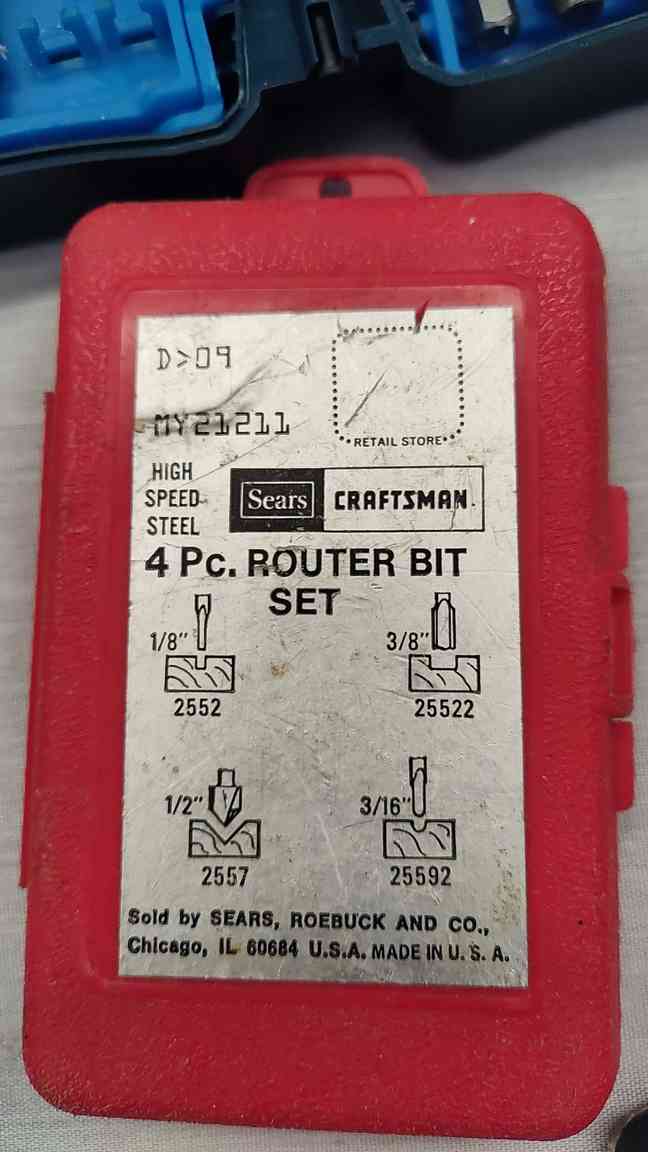 D>09
MY21211
RETAIL STORE
HIGH
SPEED
STEEL
Sears CRAFTSMAN
4 Pc. ROUTER BIT
SET
1/8" 3/8"
2552 25522
1/2" 3/16"
2557 25592
Sold by SEARS, ROEBUCK AND CO.,
Chicago, IL 60684 U.S.A. MADE IN U.S.A.